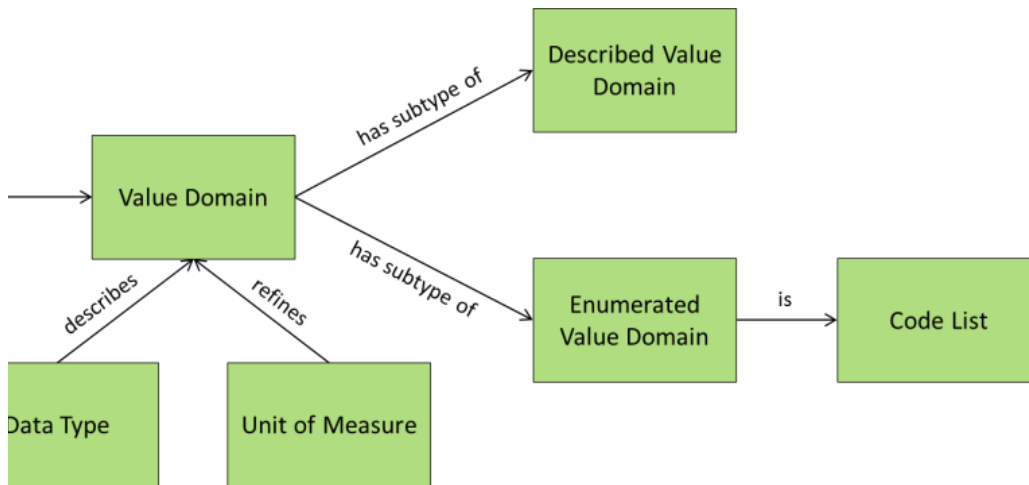 Described Value
Domain
has subtype of
Value Domain
has subtype of
describes
refines
Enumerated
Value Domain
is
Code List
Data Type
Unit of Measure